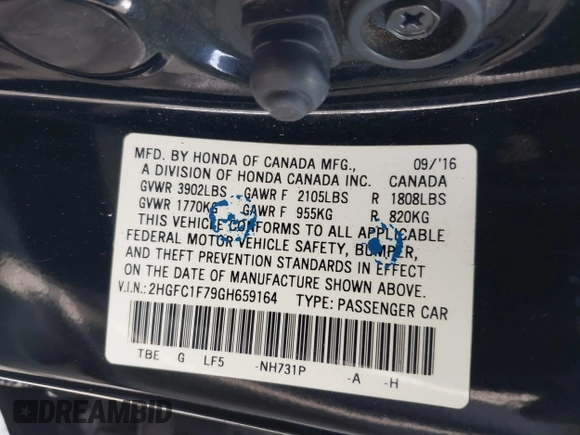 MFD. BY HONDA OF CANADA MFG., 09/'16
A DIVISION OF HONDA CANADA INC. CANADA
GVWR 3902LBS GAWR F 2105LBS R 1808LBS
GVWR 1770KG GAWR F 955KG R 820KG
THIS VEHICLE CONFORMS TO ALL APPLICABLE
FEDERAL MOTOR VEHICLE SAFETY, BUMPER,
AND THEFT PREVENTION STANDARDS IN EFFECT
ON THE DATE OF MANUFACTURE SHOWN ABOVE.
V.I.N.: 2HGFC1F79GH659164 TYPE: PASSENGER CAR
TBE G LF5 -NH731P -A -H
DREAMBID